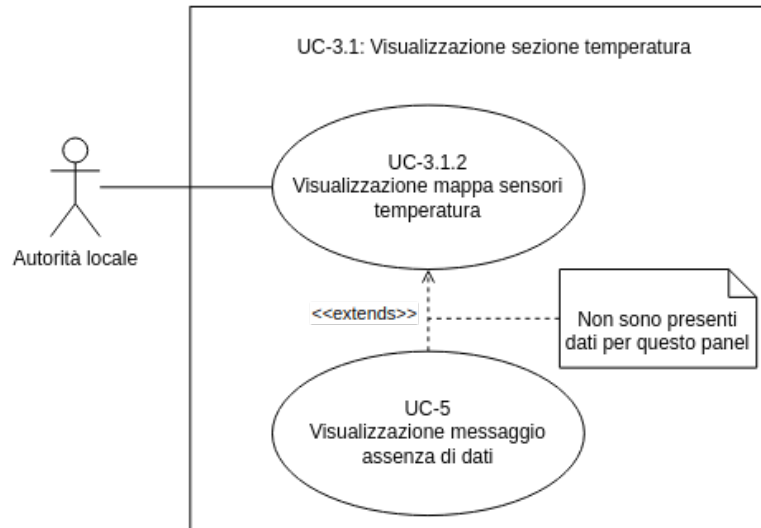 UC-3.1: Visualizzazione sezione temperatura
UC-3.1.2
Visualizzazione mappa sensori
temperatura
Autorità locale
<<extends>>
Non sono presenti
dati per questo panel
UC-5
Visualizzazione messaggio
assenza di dati